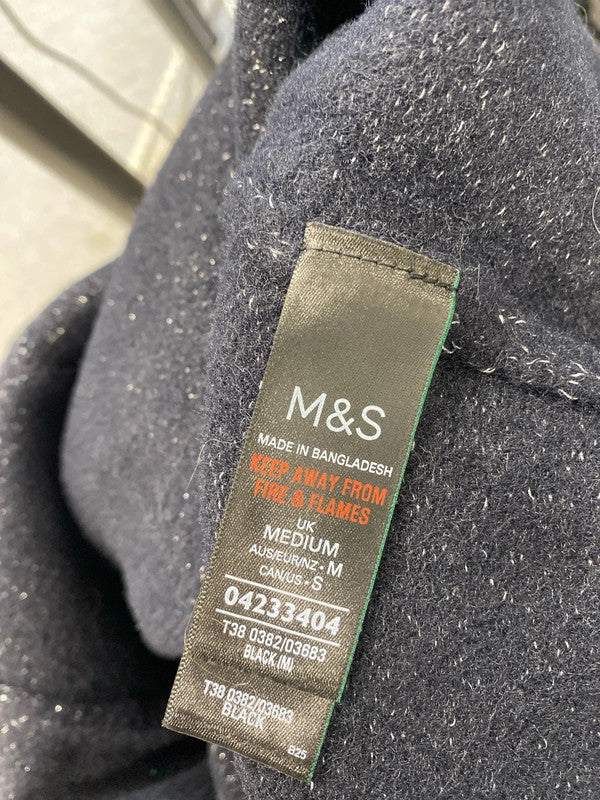 M&S
MADE IN BANGLADESH
KEEP AWAY FROM
FIRE & FLAMES
UK
MEDIUM
AUS/EUR/NZ • M
CAN/US • S
04233404
T38 0382/03683
BLACK (M)
T38 0382/03683
BLACK
B25